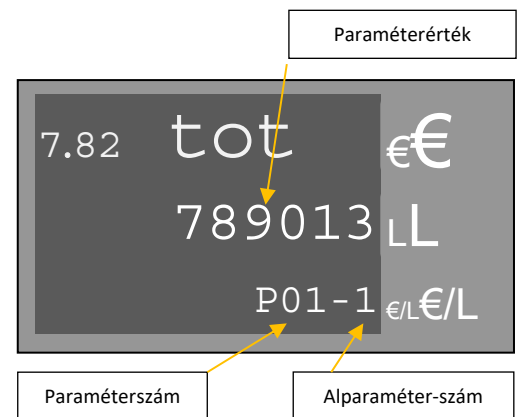 Paraméterérték
7.82 tot €€
789013 LL
P01-1 €/L€/L
Paraméterszám Alparaméter-szám